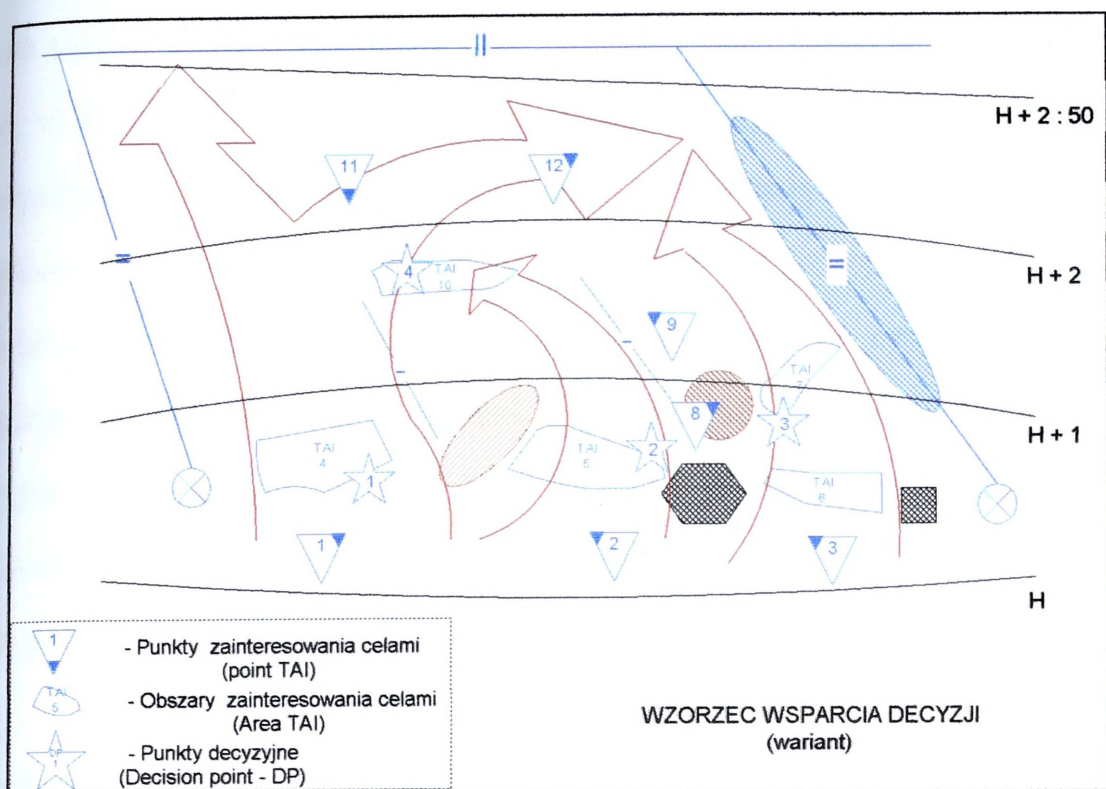 ||
H + 2 : 50
11
12
=
=
H + 2
4
TAI
10
9
TAI
7
8
3
H + 1
TAI
4
1
2
TAI
5
TAI
6
1
2
3
H
1
- Punkty zainteresowania celami
(point TAI)
TAI
5
- Obszary zainteresowania celami
(Area TAI)
DP
1
- Punkty decyzyjne
(Decision point - DP)
WZORZEC WSPARCIA DECYZJI
(wariant)